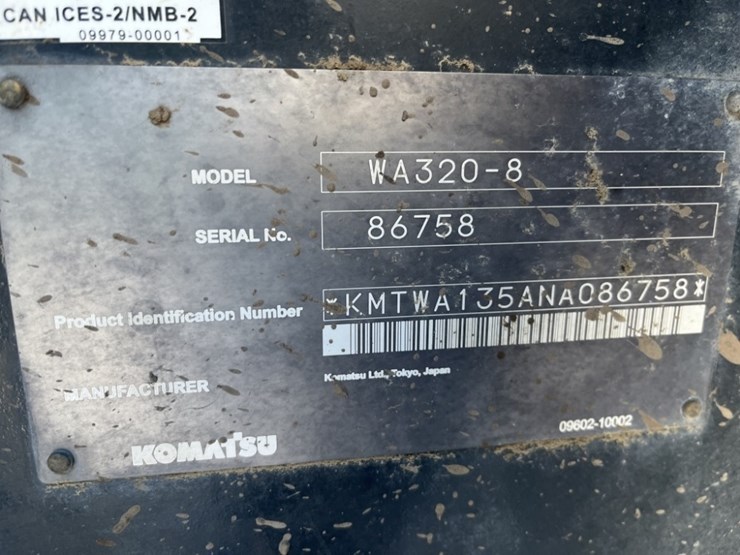 CAN ICES-2/NMB-2
09979-00001
MODEL WA320-8
SERIAL No. 86758
Product Identification Number *KMTWA135ANA086758*
MANUFACTURER Komatsu Ltd., Tokyo, Japan
KOMATSU 09602-10002